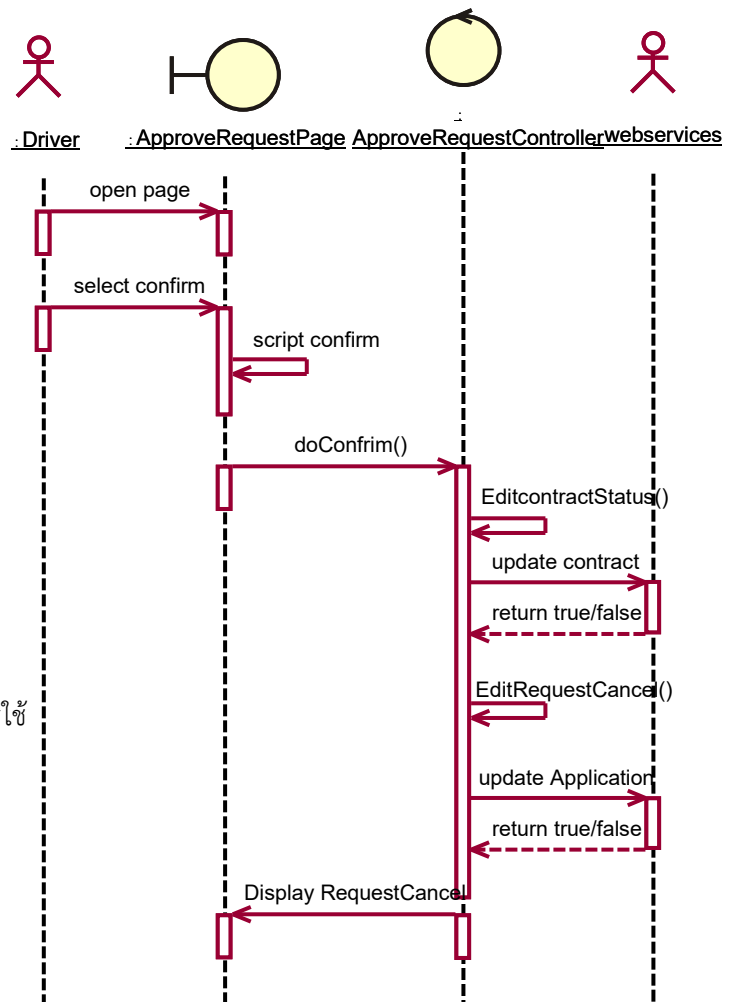 : Driver
: ApproveRequestPage
:
ApproveRequestController
: webservices
open page
select confirm
script confirm
doConfrim()
EditcontractStatus()
update contract
return true/false
EditRequestCancel()
ใช้
update Application
return true/false
Display RequestCancel